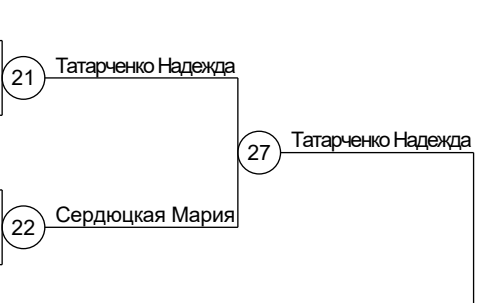 21 Татарченко Надежда
27 Татарченко Надежда
22 Сердюцкая Мария